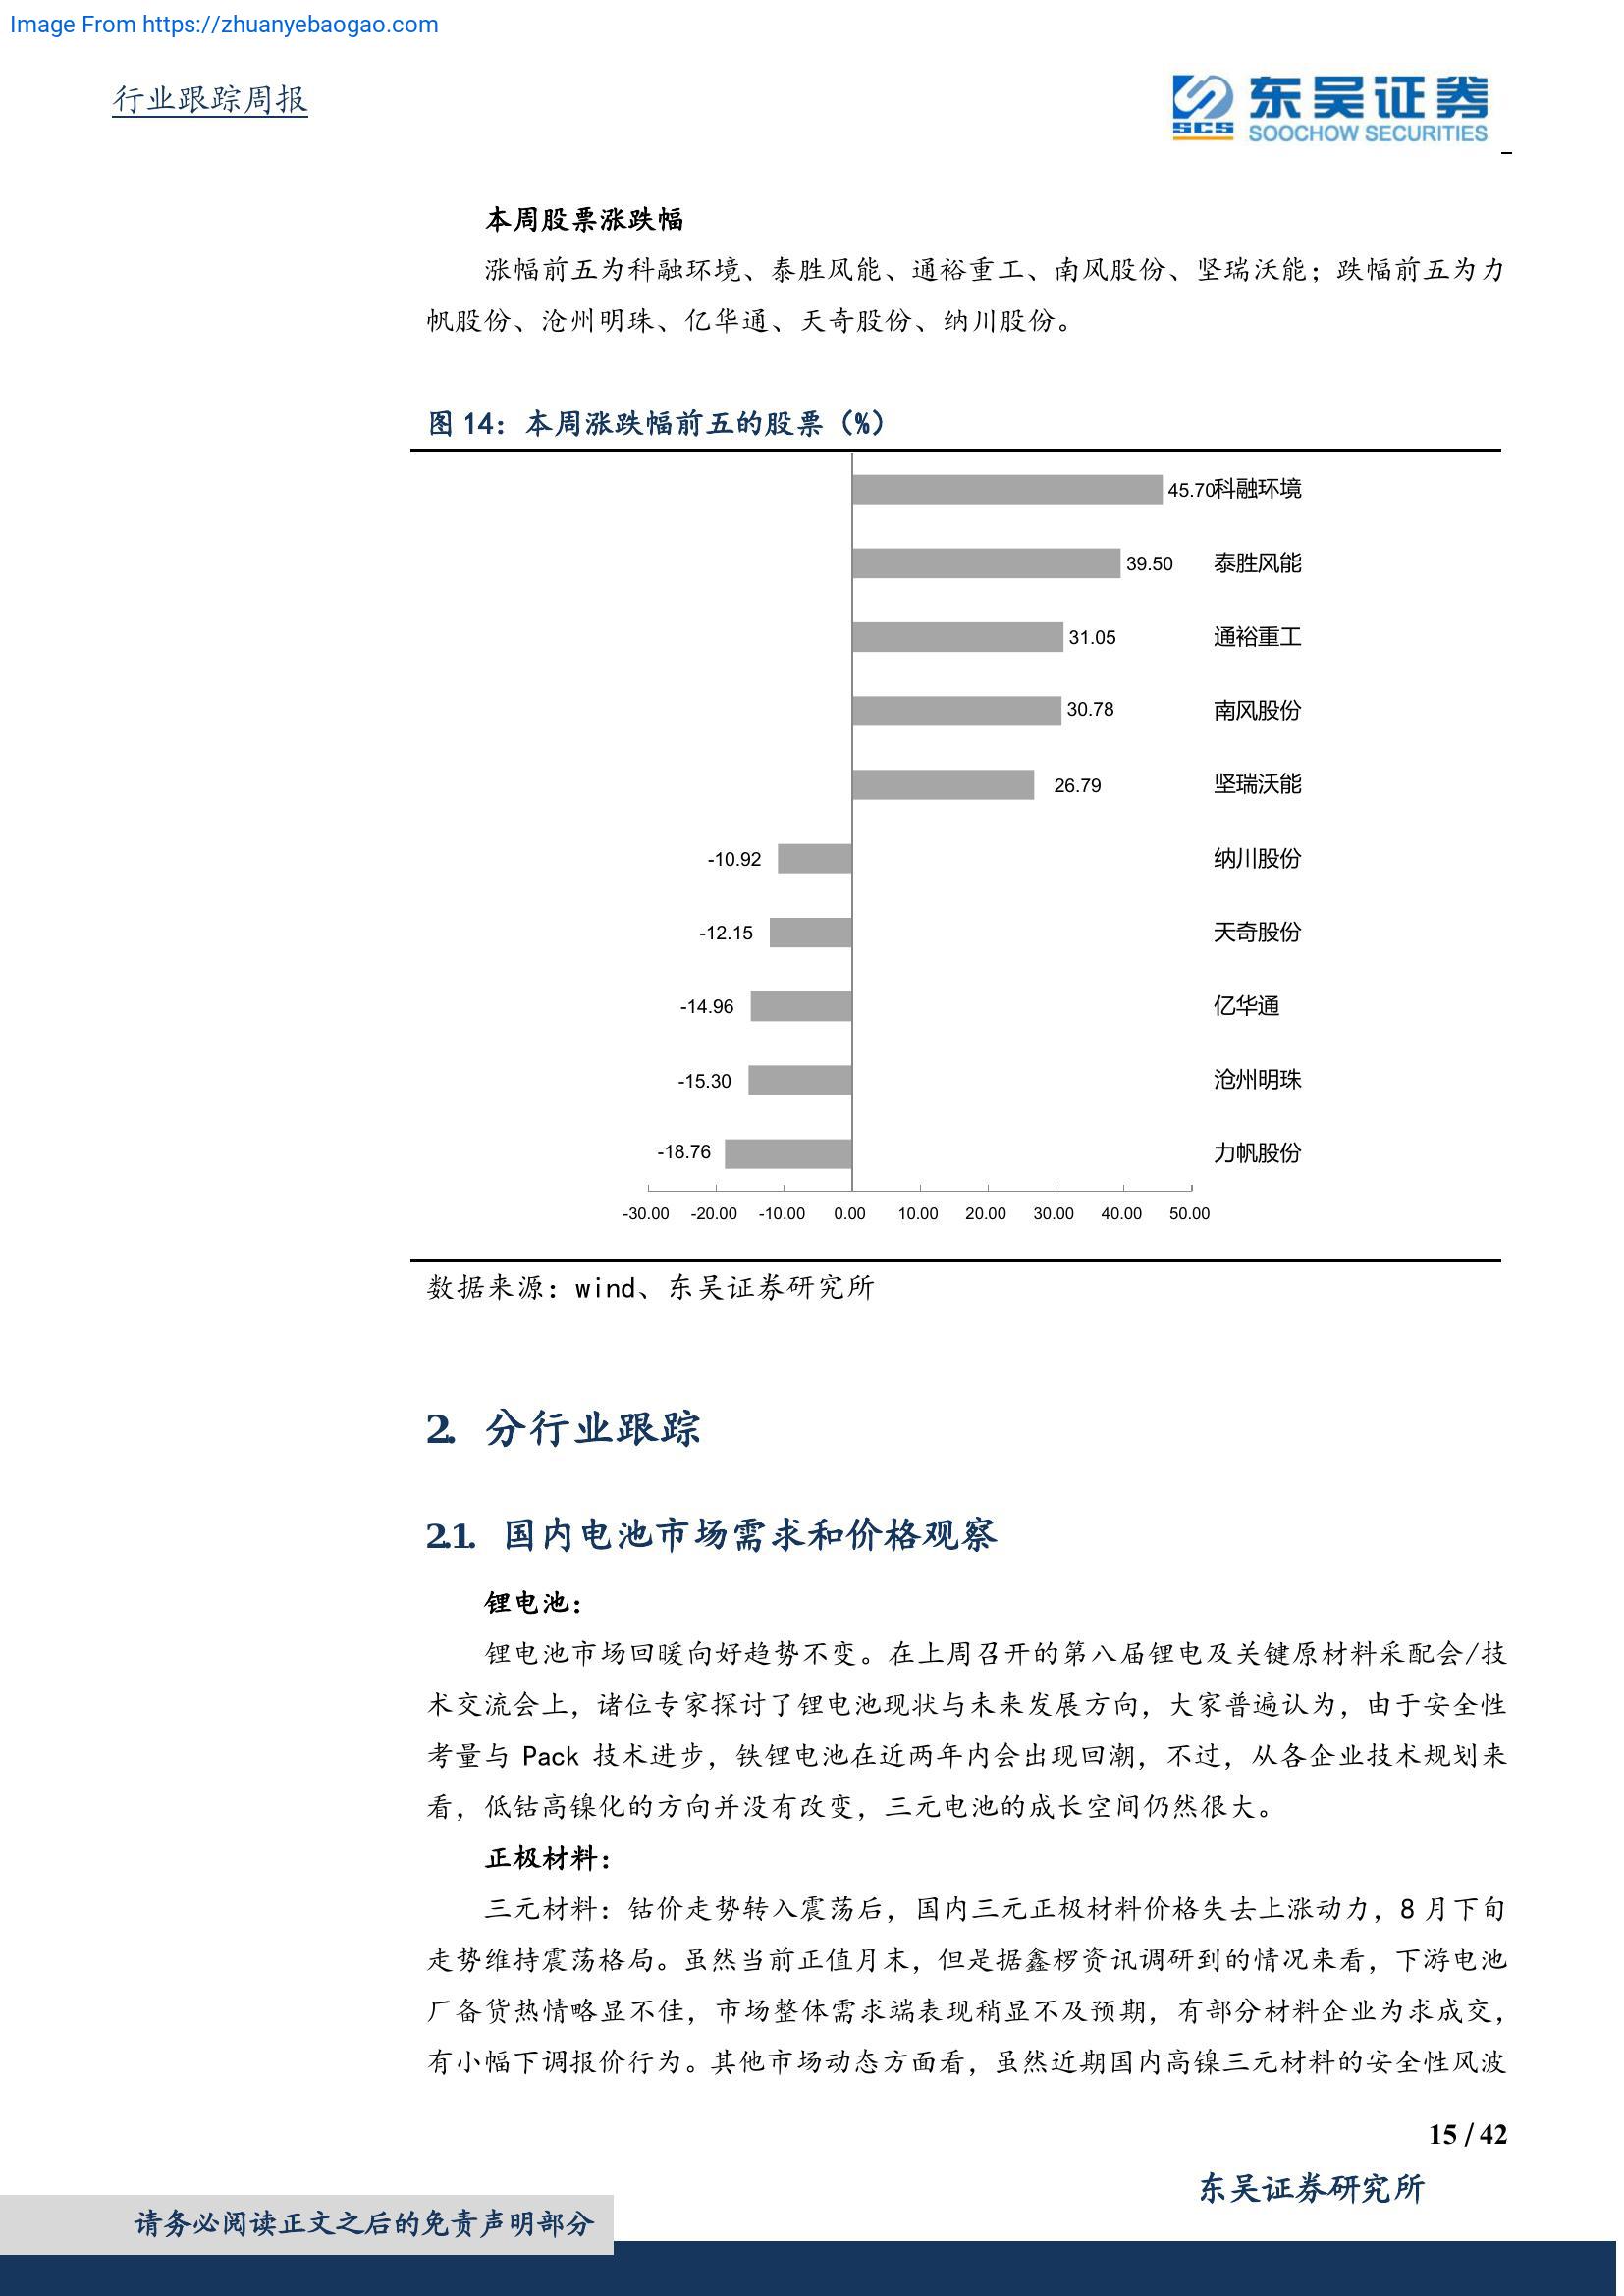 Image From https://zhuanyebaogao.com
行业跟踪周报
东吴证券
SCS
SOOCHOW SECURITIES
本周股票涨跌幅
涨幅前五为科融环境、泰胜风能、通裕重工、南风股份、坚瑞沃能；跌幅前五为力
帆股份、沧州明珠、亿华通、天奇股份、纳川股份。
图 14：本周涨跌幅前五的股票（%）
45.70 科融环境
39.50 泰胜风能
31.05 通裕重工
30.78 南风股份
26.79 坚瑞沃能
-10.92 纳川股份
-12.15 天奇股份
-14.96 亿华通
-15.30 沧州明珠
-18.76 力帆股份
-30.00 -20.00 -10.00 0.00 10.00 20.00 30.00 40.00 50.00
数据来源：wind、东吴证券研究所
2. 分行业跟踪
2.1. 国内电池市场需求和价格观察
锂电池：
锂电池市场回暖向好趋势不变。在上周召开的第八届锂电及关键原材料采配会/技
术交流会上，诸位专家探讨了锂电池现状与未来发展方向，大家普遍认为，由于安全性
考量与 Pack 技术进步，铁锂电池在近两年内会出现回潮，不过，从各企业技术规划来
看，低钴高镍化的方向并没有改变，三元电池的成长空间仍然很大。
正极材料：
三元材料：钴价走势转入震荡后，国内三元正极材料价格失去上涨动力，8 月下旬
走势维持震荡格局。虽然当前正值月末，但是据鑫椤资讯调研到的情况来看，下游电池
厂备货热情略显不佳，市场整体需求端表现稍显不及预期，有部分材料企业为求成交，
有小幅下调报价行为。其他市场动态方面看，虽然近期国内高镍三元材料的安全性风波
15 / 42
东吴证券研究所
请务必阅读正文之后的免责声明部分